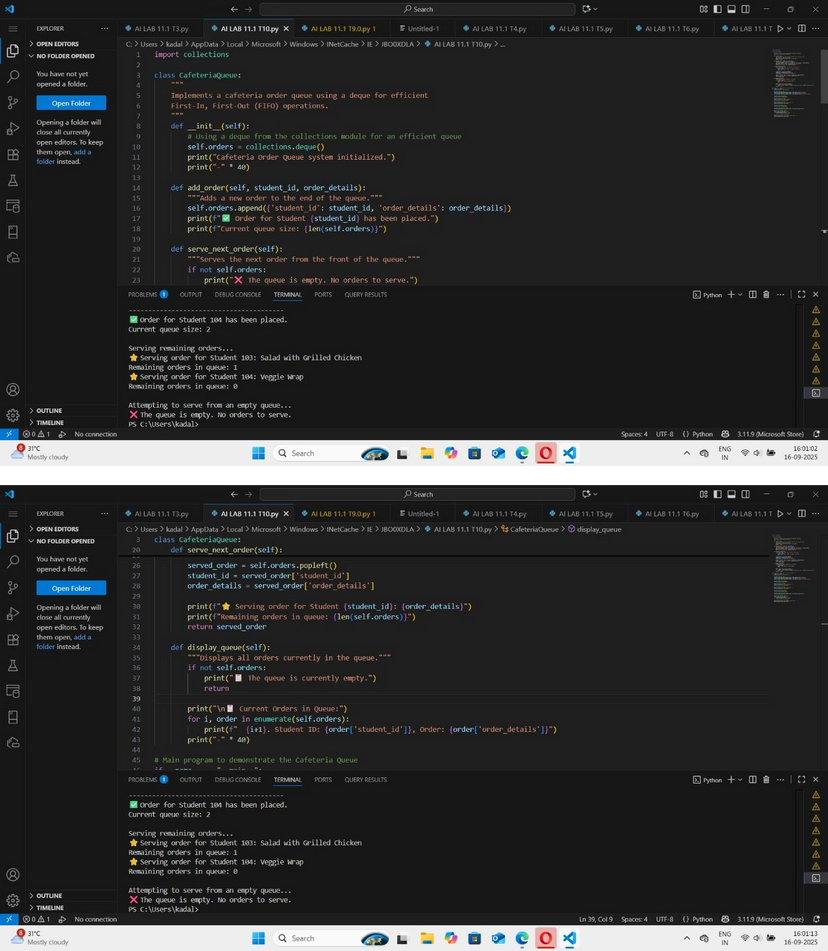 Search
EXPLORER ... AI LAB 11.1 T3.py AI LAB 11.1 T10.py × AI LAB 11.1 T9.0.py 1 Untitled-1 AI LAB 11.1 T4.py AI LAB 11.1 T5.py AI LAB 11.1 T6.py AI LAB 11.1 T
OPEN EDITORS
NO FOLDER OPENED
You have not yet
opened a folder.
Open Folder
Opening a folder will
close all currently
open editors. To keep
them open, add a
folder instead.
OUTLINE
TIMELINE
C: > Users > kadal > AppData > Local > Microsoft > Windows > INetCache > IE > JBO0XDLA > AI LAB 11.1 T10.py > ...
1 import collections
2
3 class CafeteriaQueue:
4 """
5 Implements a cafeteria order queue using a deque for efficient
6 First-In, First-Out (FIFO) operations.
7 """
8 def __init__(self):
9 # Using a deque from the collections module for an efficient queue
10 self.orders = collections.deque()
11 print("Cafeteria Order Queue system initialized.")
12 print("-" * 40)
13
14 def add_order(self, student_id, order_details):
15 """Adds a new order to the end of the queue."""
16 self.orders.append({'student_id': student_id, 'order_details': order_details})
17 print(f"✅ Order for Student {student_id} has been placed.")
18 print(f"Current queue size: {len(self.orders)}")
19
20 def serve_next_order(self):
21 """Serves the next order from the front of the queue."""
22 if not self.orders:
23 print("❌ The queue is empty. No orders to serve.")
PROBLEMS 1 OUTPUT DEBUG CONSOLE TERMINAL PORTS QUERY RESULTS Python
----------------------------------------
✅ Order for Student 104 has been placed.
Current queue size: 2
Serving remaining orders...
⭐ Serving order for Student 103: Salad with Grilled Chicken
Remaining orders in queue: 1
⭐ Serving order for Student 104: Veggie Wrap
Remaining orders in queue: 0
Attempting to serve from an empty queue...
❌ The queue is empty. No orders to serve.
PS C:\Users\kadal>
0 1 No connection Spaces: 4 UTF-8 {} Python 3.11.9 (Microsoft Store)
31°C
Mostly cloudy
Search
ENG
IN
16:01:02
16-09-2025
Search
EXPLORER ... AI LAB 11.1 T3.py AI LAB 11.1 T10.py × AI LAB 11.1 T9.0.py 1 Untitled-1 AI LAB 11.1 T4.py AI LAB 11.1 T5.py AI LAB 11.1 T6.py AI LAB 11.1 T
OPEN EDITORS
NO FOLDER OPENED
You have not yet
opened a folder.
Open Folder
Opening a folder will
close all currently
open editors. To keep
them open, add a
folder instead.
OUTLINE
TIMELINE
C: > Users > kadal > AppData > Local > Microsoft > Windows > INetCache > IE > JBO0XDLA > AI LAB 11.1 T10.py > CafeteriaQueue > display_queue
3 class CafeteriaQueue:
20 def serve_next_order(self):
26 served_order = self.orders.popleft()
27 student_id = served_order['student_id']
28 order_details = served_order['order_details']
29
30 print(f"⭐ Serving order for Student {student_id}: {order_details}")
31 print(f"Remaining orders in queue: {len(self.orders)}")
32 return served_order
33
34 def display_queue(self):
35 """Displays all orders currently in the queue."""
36 if not self.orders:
37 print("📋 The queue is currently empty.")
38 return
39
40 print("\n📋 Current Orders in Queue:")
41 for i, order in enumerate(self.orders):
42 print(f" {i+1}. Student ID: {order['student_id']}, Order: {order['order_details']}")
43 print("-" * 40)
44
45 # Main program to demonstrate the Cafeteria Queue
PROBLEMS 1 OUTPUT DEBUG CONSOLE TERMINAL PORTS QUERY RESULTS Python
----------------------------------------
✅ Order for Student 104 has been placed.
Current queue size: 2
Serving remaining orders...
⭐ Serving order for Student 103: Salad with Grilled Chicken
Remaining orders in queue: 1
⭐ Serving order for Student 104: Veggie Wrap
Remaining orders in queue: 0
Attempting to serve from an empty queue...
❌ The queue is empty. No orders to serve.
PS C:\Users\kadal>
0 1 No connection Ln 39, Col 9 Spaces: 4 UTF-8 {} Python 3.11.9 (Microsoft Store)
31°C
Mostly cloudy
Search
ENG
IN
16:01:13
16-09-2025